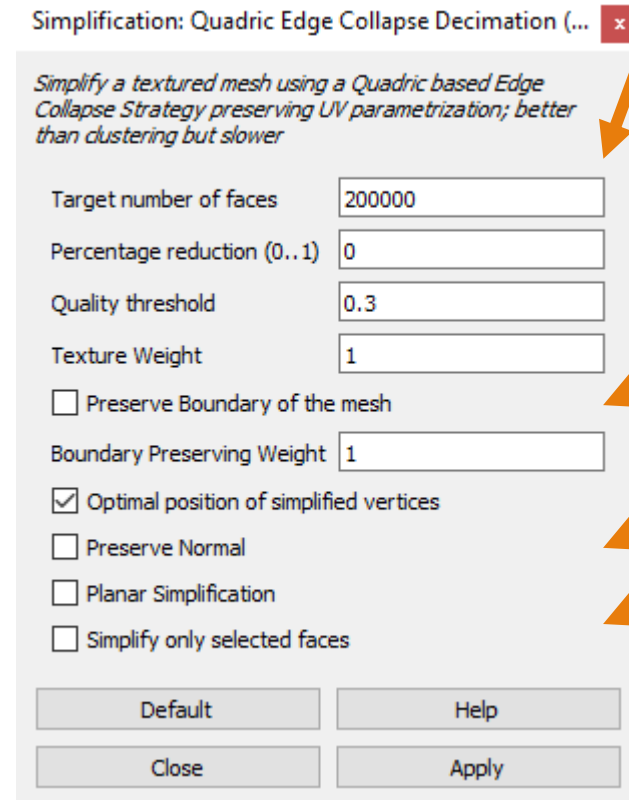 Simplification: Quadric Edge Collapse Decimation (... x
Simplify a textured mesh using a Quadric based Edge
Collapse Strategy preserving UV parametrization; better
than clustering but slower
Target number of faces 200000
Percentage reduction (0..1) 0
Quality threshold 0.3
Texture Weight 1
Preserve Boundary of the mesh
Boundary Preserving Weight 1
Optimal position of simplified vertices
Preserve Normal
Planar Simplification
Simplify only selected faces
Default Help
Close Apply